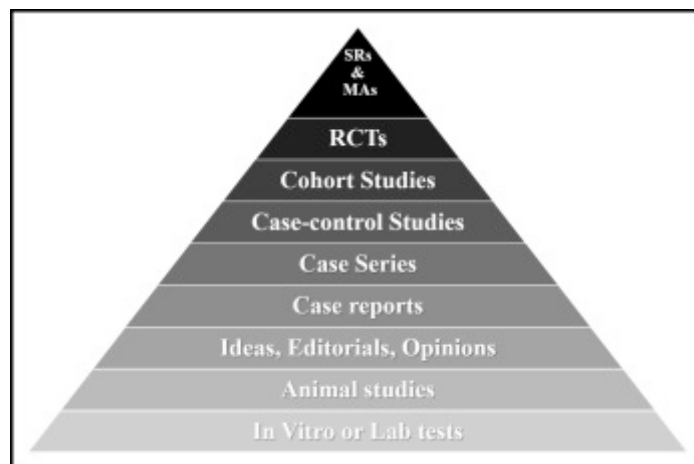 SRs
&
MAs
RCTs
Cohort Studies
Case-control Studies
Case Series
Case reports
Ideas, Editorials, Opinions
Animal studies
In Vitro or Lab tests